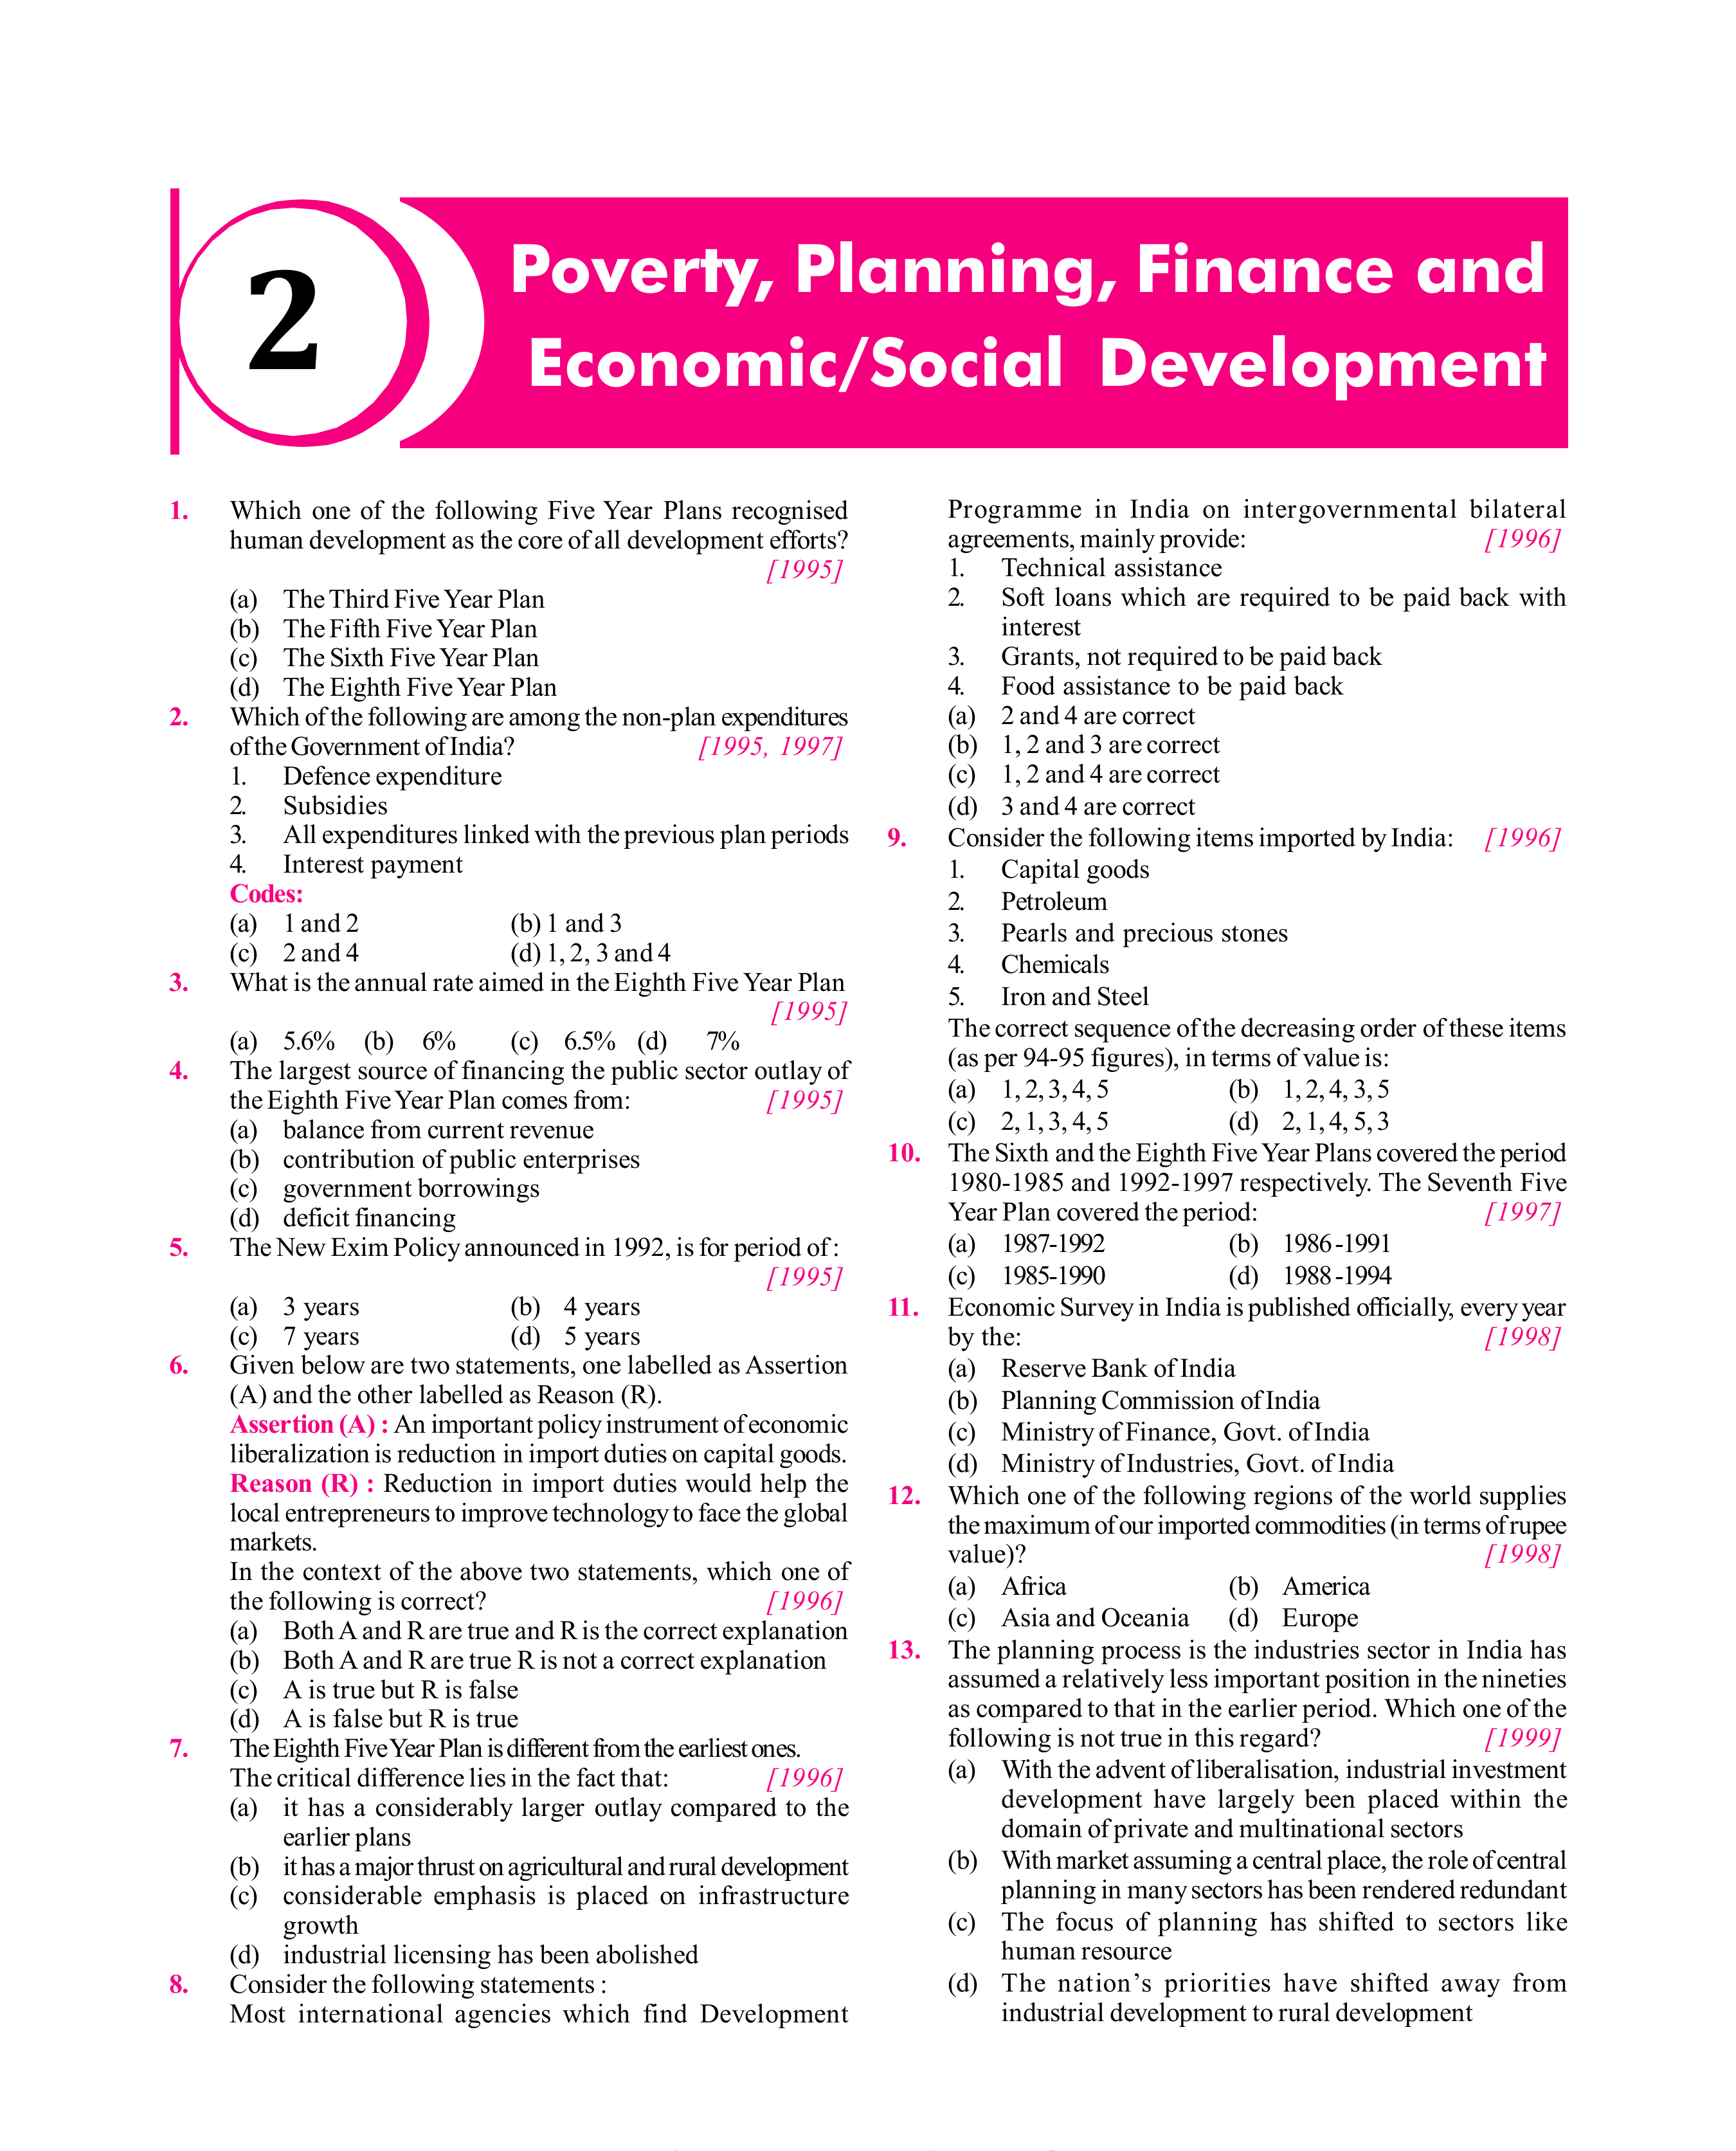 2
Poverty, Planning, Finance and
Economic/Social Development
1. Which one of the following Five Year Plans recognised
human development as the core of all development efforts?
[1995]
(a) The Third Five Year Plan
(b) The Fifth Five Year Plan
(c) The Sixth Five Year Plan
(d) The Eighth Five Year Plan
2. Which of the following are among the non-plan expenditures
of the Government of India? [1995, 1997]
1. Defence expenditure
2. Subsidies
3. All expenditures linked with the previous plan periods
4. Interest payment
Codes:
(a) 1 and 2 (b) 1 and 3
(c) 2 and 4 (d) 1, 2, 3 and 4
3. What is the annual rate aimed in the Eighth Five Year Plan
[1995]
(a) 5.6% (b) 6% (c) 6.5% (d) 7%
4. The largest source of financing the public sector outlay of
the Eighth Five Year Plan comes from: [1995]
(a) balance from current revenue
(b) contribution of public enterprises
(c) government borrowings
(d) deficit financing
5. The New Exim Policy announced in 1992, is for period of :
[1995]
(a) 3 years (b) 4 years
(c) 7 years (d) 5 years
6. Given below are two statements, one labelled as Assertion
(A) and the other labelled as Reason (R).
Assertion (A) : An important policy instrument of economic
liberalization is reduction in import duties on capital goods.
Reason (R) : Reduction in import duties would help the
local entrepreneurs to improve technology to face the global
markets.
In the context of the above two statements, which one of
the following is correct? [1996]
(a) Both A and R are true and R is the correct explanation
(b) Both A and R are true R is not a correct explanation
(c) A is true but R is false
(d) A is false but R is true
7. The Eighth Five Year Plan is different from the earliest ones.
The critical difference lies in the fact that: [1996]
(a) it has a considerably larger outlay compared to the
earlier plans
(b) it has a major thrust on agricultural and rural development
(c) considerable emphasis is placed on infrastructure
growth
(d) industrial licensing has been abolished
8. Consider the following statements :
Most international agencies which find Development
Programme in India on intergovernmental bilateral
agreements, mainly provide: [1996]
1. Technical assistance
2. Soft loans which are required to be paid back with
interest
3. Grants, not required to be paid back
4. Food assistance to be paid back
(a) 2 and 4 are correct
(b) 1, 2 and 3 are correct
(c) 1, 2 and 4 are correct
(d) 3 and 4 are correct
9. Consider the following items imported by India: [1996]
1. Capital goods
2. Petroleum
3. Pearls and precious stones
4. Chemicals
5. Iron and Steel
The correct sequence of the decreasing order of these items
(as per 94-95 figures), in terms of value is:
(a) 1, 2, 3, 4, 5 (b) 1, 2, 4, 3, 5
(c) 2, 1, 3, 4, 5 (d) 2, 1, 4, 5, 3
10. The Sixth and the Eighth Five Year Plans covered the period
1980-1985 and 1992-1997 respectively. The Seventh Five
Year Plan covered the period: [1997]
(a) 1987-1992 (b) 1986-1991
(c) 1985-1990 (d) 1988-1994
11. Economic Survey in India is published officially, every year
by the: [1998]
(a) Reserve Bank of India
(b) Planning Commission of India
(c) Ministry of Finance, Govt. of India
(d) Ministry of Industries, Govt. of India
12. Which one of the following regions of the world supplies
the maximum of our imported commodities (in terms of rupee
value)? [1998]
(a) Africa (b) America
(c) Asia and Oceania (d) Europe
13. The planning process is the industries sector in India has
assumed a relatively less important position in the nineties
as compared to that in the earlier period. Which one of the
following is not true in this regard? [1999]
(a) With the advent of liberalisation, industrial investment
development have largely been placed within the
domain of private and multinational sectors
(b) With market assuming a central place, the role of central
planning in many sectors has been rendered redundant
(c) The focus of planning has shifted to sectors like
human resource
(d) The nation's priorities have shifted away from
industrial development to rural development